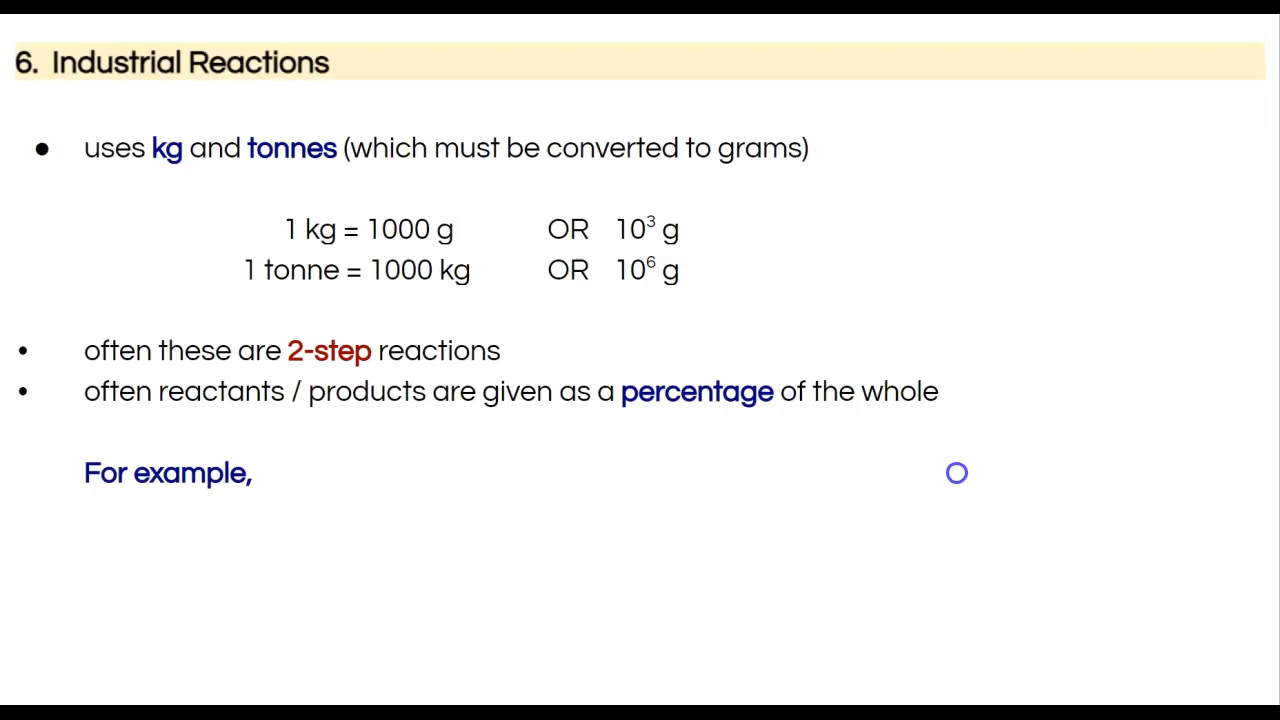 6. Industrial Reactions
● uses kg and tonnes (which must be converted to grams)
1 kg = 1000 g OR 10³ g
1 tonne = 1000 kg OR 10⁶ g
• often these are 2-step reactions
• often reactants / products are given as a percentage of the whole
For example,